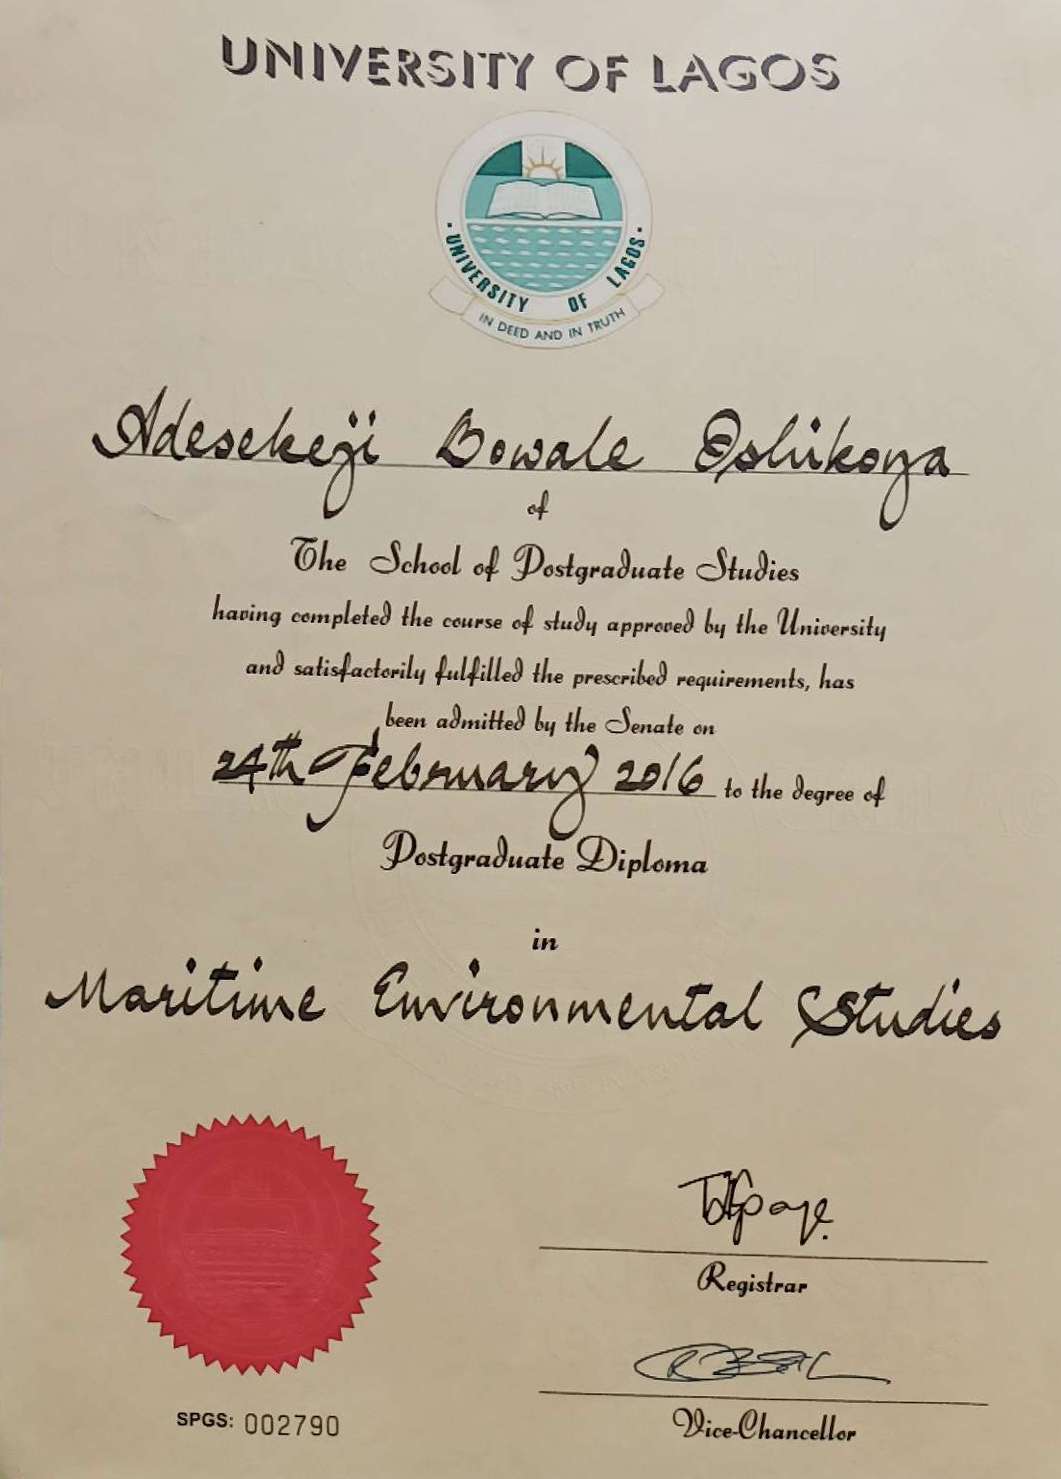 UNIVERSITY OF LAGOS
UNIVERSITY OF LAGOS
IN DEED AND IN TRUTH
Adesekeji Bowale Oshikoya
of
The School of Postgraduate Studies
having completed the course of study approved by the University
and satisfactorily fulfilled the prescribed requirements, has
been admitted by the Senate on
24th February 2016 to the degree of
Postgraduate Diploma
in
Maritime Environmental Studies
Registrar
Vice-Chancellor
SPGS: 002790